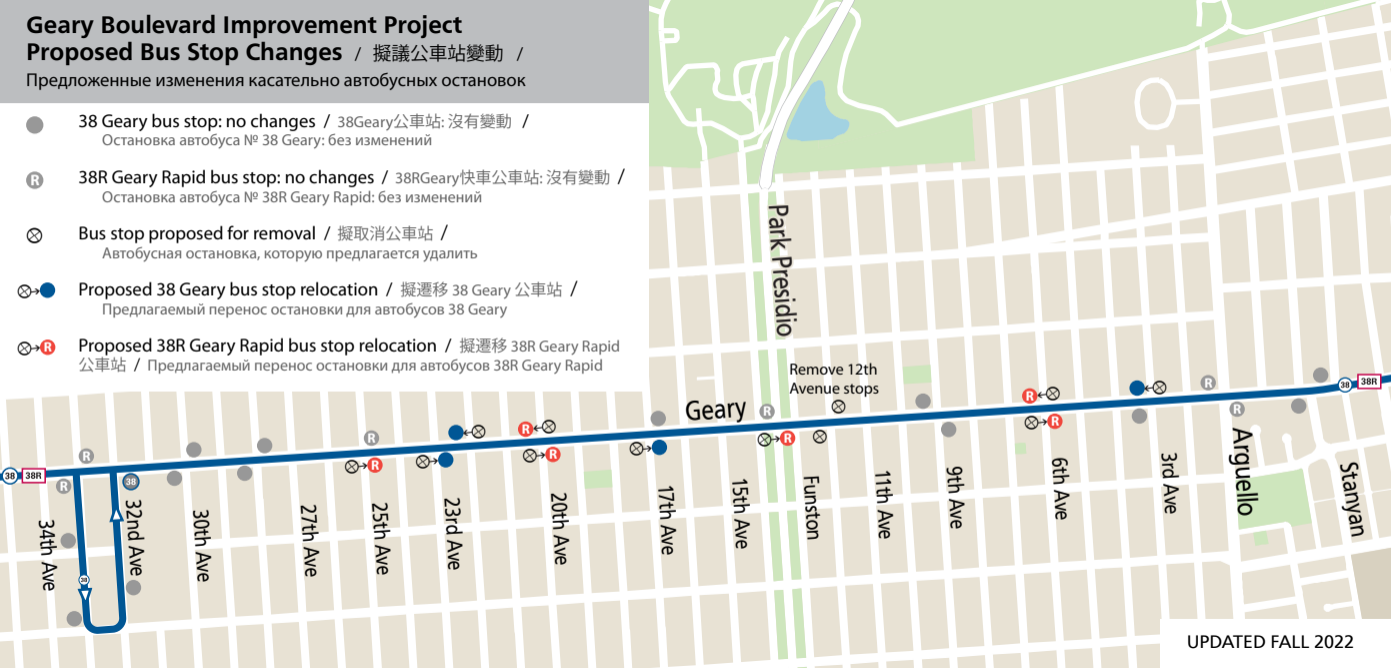 Geary Boulevard Improvement Project
Proposed Bus Stop Changes / 擬議公車站變動 /
Предложенные изменения касательно автобусных остановок
38 Geary bus stop: no changes / 38Geary公車站: 沒有變動 /
Остановка автобуса № 38 Geary: без изменений
R
38R Geary Rapid bus stop: no changes / 38RGeary快車公車站: 沒有變動 /
Остановка автобуса № 38R Geary Rapid: без изменений
Bus stop proposed for removal / 擬取消公車站 /
Автобусная остановка, которую предлагается удалить
Proposed 38 Geary bus stop relocation / 擬遷移 38 Geary 公車站 /
Предлагаемый перенос остановки для автобусов 38 Geary
R
Proposed 38R Geary Rapid bus stop relocation / 擬遷移 38R Geary Rapid
公車站 / Предлагаемый перенос остановки для автобусов 38R Geary Rapid
Park Presidio
Remove 12th
Avenue stops
Geary
38 38R
R
R
R
R
R
R
R
R
R
R
R
R
38 38R
38
38
34th Ave
32nd Ave
30th Ave
27th Ave
25th Ave
23rd Ave
20th Ave
17th Ave
15th Ave
Funston
11th Ave
9th Ave
6th Ave
3rd Ave
Arguello
Stanyan
UPDATED FALL 2022